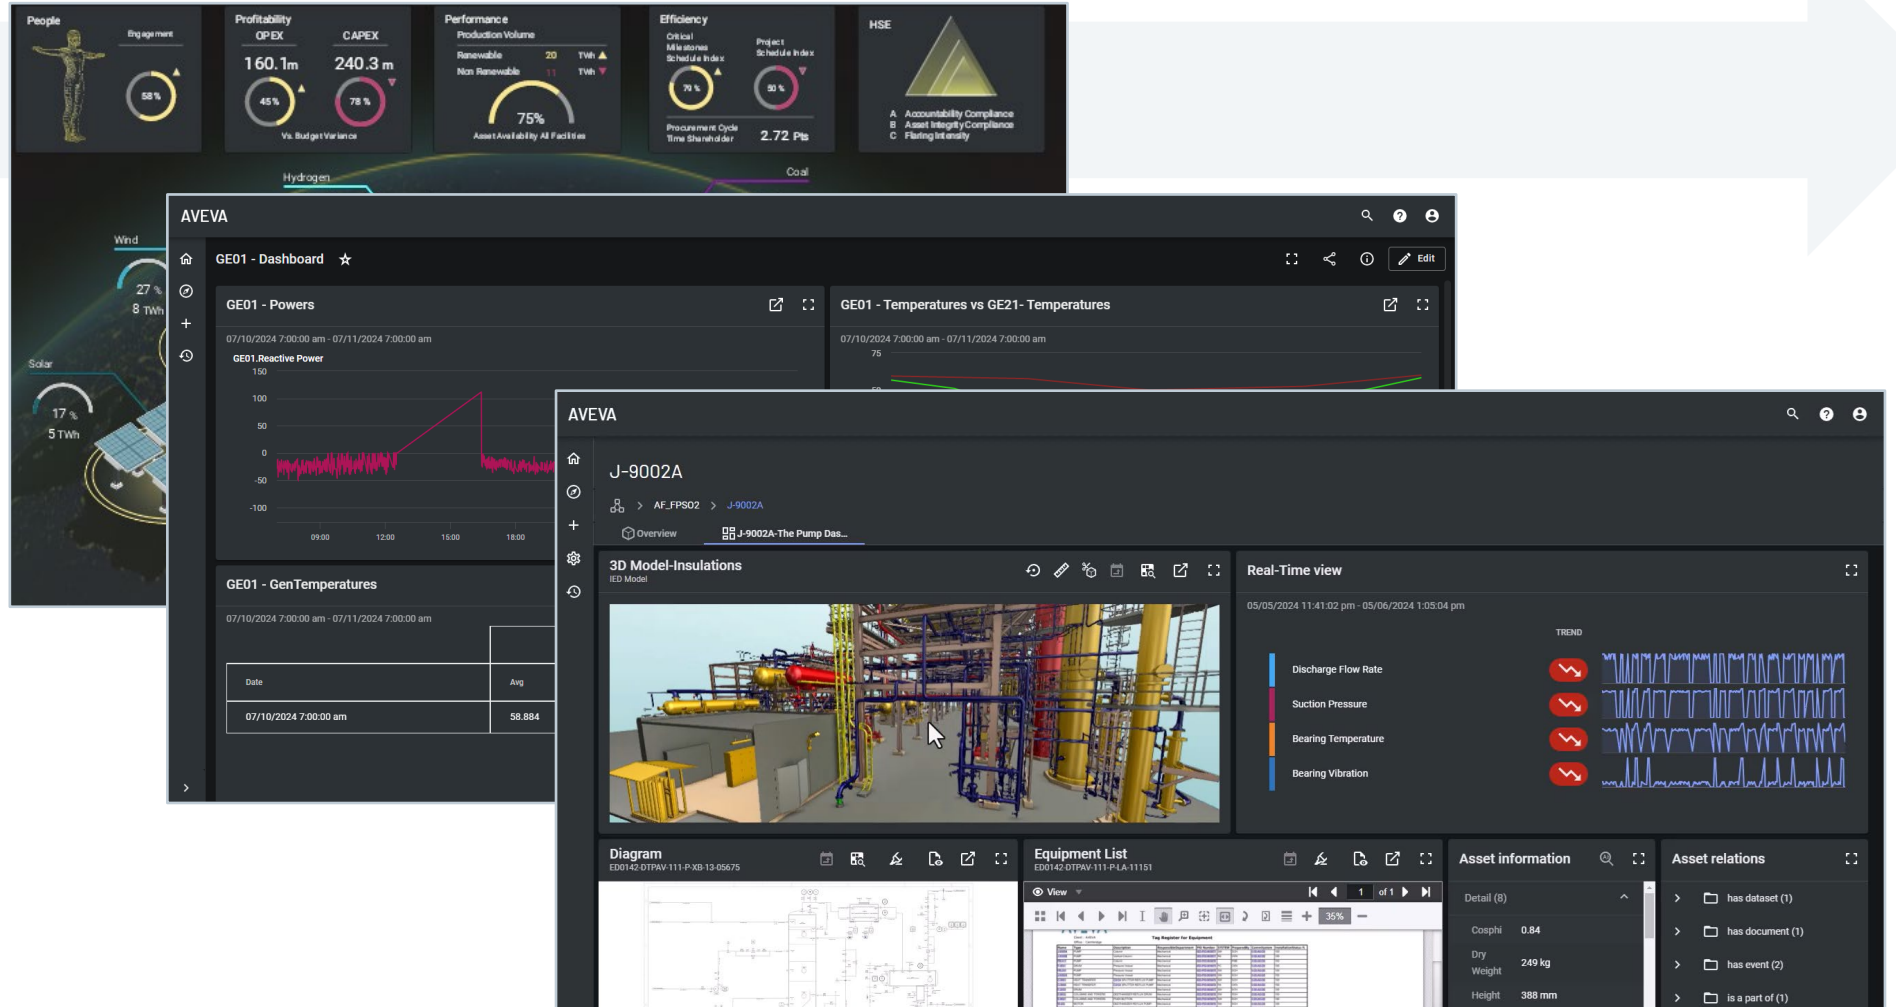 People
Engagement
58 %
Profitability
OPEX
CAPEX
160.1m
240.3 m
45 %
78 %
Vs. Budget Variance
Performance
Production Volume
Renewable 20 TWh
Non Renewable 11 TWh
75%
Asset Availability All Facilities
Efficiency
Critical
Milestones
Schedule Index
Project
Schedule Index
79 %
50 %
Procurement Cycle
Time Shareholder
2.72 Pts
HSE
A Accountability Compliance
B Asset Integrity Compliance
C Flaring Intensity
Hydrogen
Coal
Wind
27 %
8 TWh
Solar
17 %
5 TWh
AVEVA
GE01 - Dashboard
Edit
GE01 - Powers
07/10/2024 7:00:00 am - 07/11/2024 7:00:00 am
GE01.Reactive Power
150
100
50
0
-50
-100
09:00
12:00
15:00
18:00
GE01 - Temperatures vs GE21- Temperatures
07/10/2024 7:00:00 am - 07/11/2024 7:00:00 am
75
GE01 - GenTemperatures
07/10/2024 7:00:00 am - 07/11/2024 7:00:00 am
Date Avg
07/10/2024 7:00:00 am 58.884
AVEVA
J-9002A
> AF_FPSO2 > J-9002A
Overview
J-9002A-The Pump Das...
3D Model-Insulations
IED Model
Real-Time view
05/05/2024 11:41:02 pm - 05/06/2024 1:05:04 pm
TREND
Discharge Flow Rate
Suction Pressure
Bearing Temperature
Bearing Vibration
Diagram
ED0142-DTPAV-111-P-XB-13-05675
Equipment List
ED0142-DTPAV-111-P-LA-11151
View
1 of 1
35%
Tag Register for Equipment
Asset information
Detail (8)
Cosphi 0.84
Dry
Weight
249 kg
Height 388 mm
Asset relations
has dataset (1)
has document (1)
has event (2)
is a part of (1)